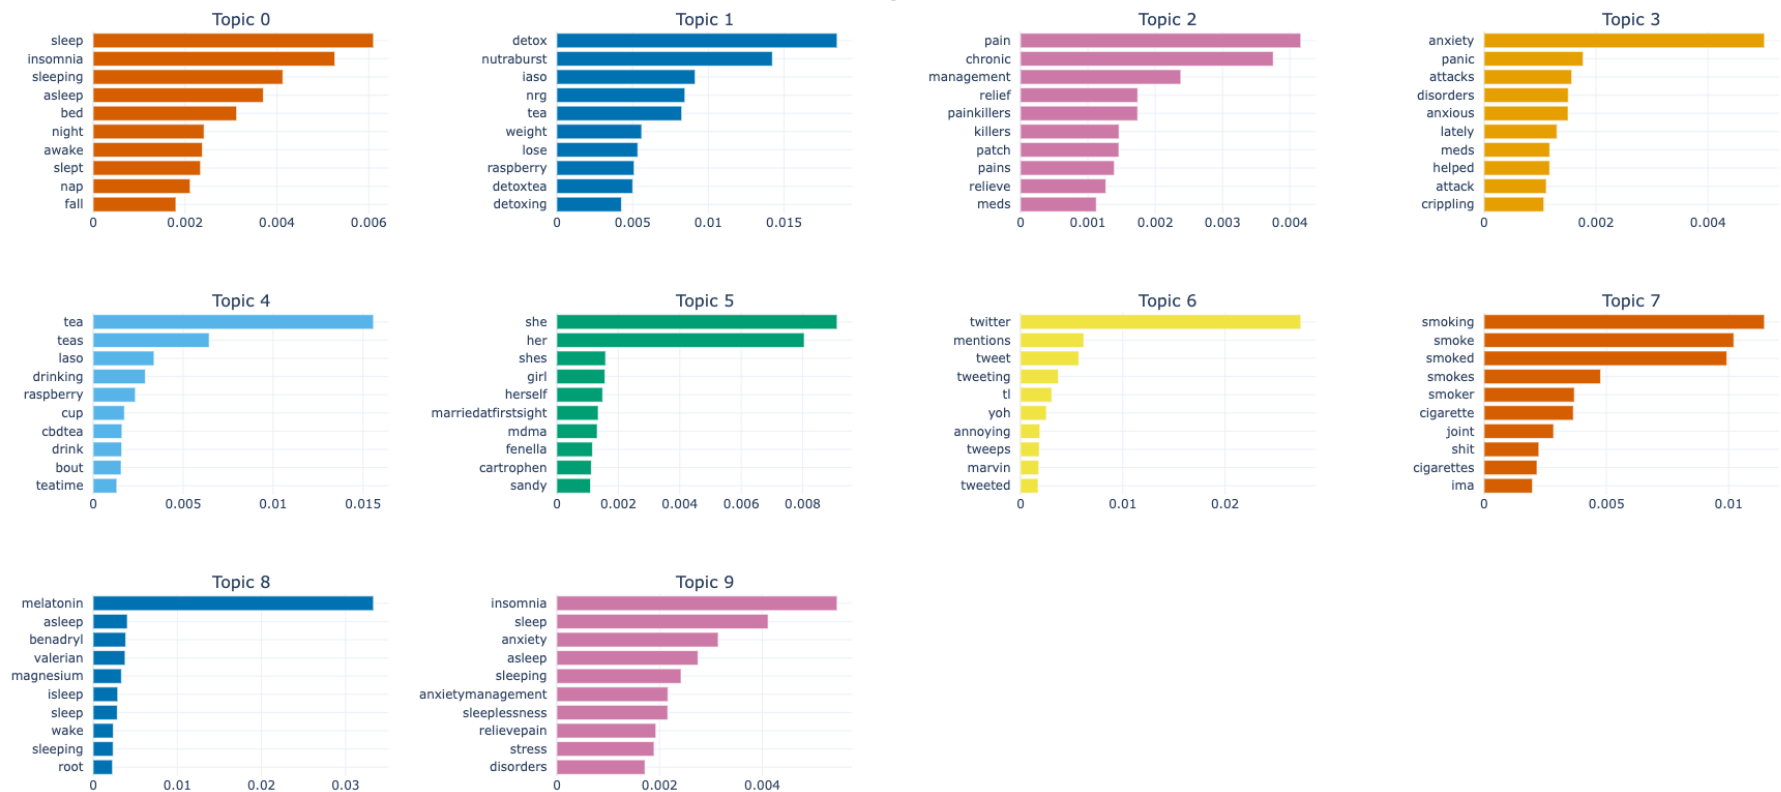 Topic 0
sleep
insomnia
sleeping
asleep
bed
night
awake
slept
nap
fall
0 0.002 0.004 0.006
Topic 1
detox
nutraburst
iaso
nrg
tea
weight
lose
raspberry
detoxtea
detoxing
0 0.005 0.01 0.015
Topic 2
pain
chronic
management
relief
painkillers
killers
patch
pains
relieve
meds
0 0.001 0.002 0.003 0.004
Topic 3
anxiety
panic
attacks
disorders
anxious
lately
meds
helped
attack
crippling
0 0.002 0.004
Topic 4
tea
teas
laso
drinking
raspberry
cup
cbdtea
drink
bout
teatime
0 0.005 0.01 0.015
Topic 5
she
her
shes
girl
herself
marriedatfirstsight
mdma
fenella
cartrophen
sandy
0 0.002 0.004 0.006 0.008
Topic 6
twitter
mentions
tweet
tweeting
tl
yoh
annoying
tweeps
marvin
tweeted
0 0.01 0.02
Topic 7
smoking
smoke
smoked
smokes
smoker
cigarette
joint
shit
cigarettes
ima
0 0.005 0.01
Topic 8
melatonin
asleep
benadryl
valerian
magnesium
isleep
sleep
wake
sleeping
root
0 0.01 0.02 0.03
Topic 9
insomnia
sleep
anxiety
asleep
sleeping
anxietymanagement
sleeplessness
relievepain
stress
disorders
0 0.002 0.004